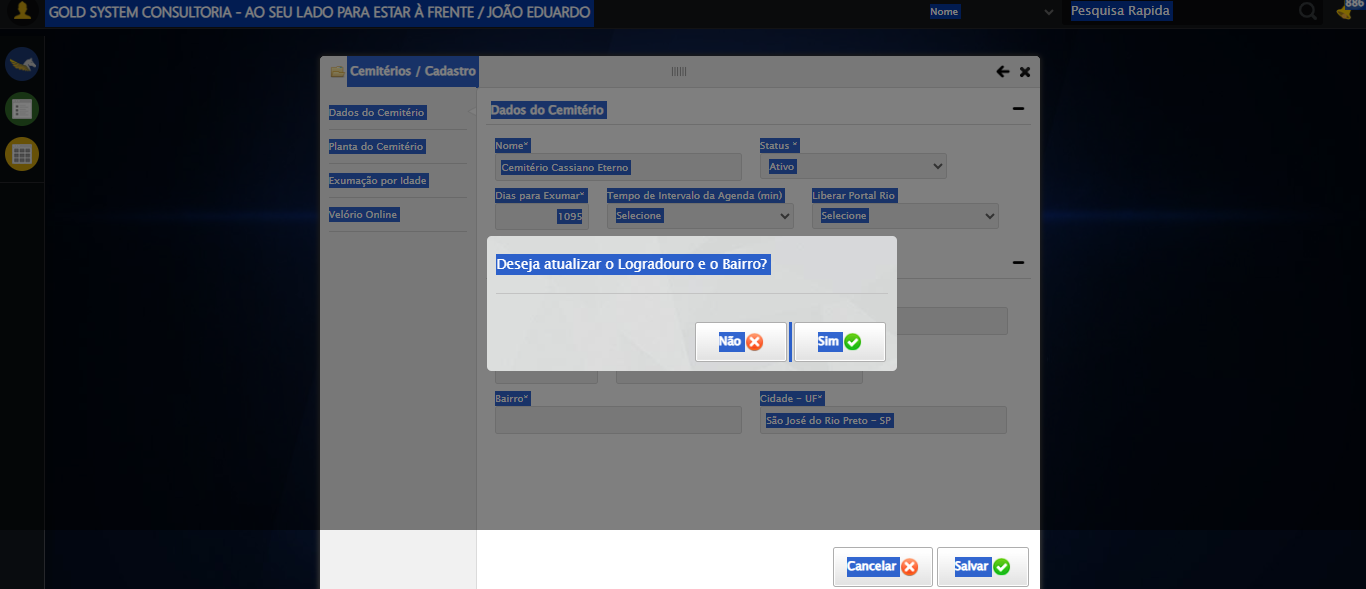 GOLD SYSTEM CONSULTORIA - AO SEU LADO PARA ESTAR À FRENTE / JOÃO EDUARDO
Nome
Pesquisa Rapida
886
Cemitérios / Cadastro
Dados do Cemitério
Planta do Cemitério
Exumação por Idade
Velório Online
Dados do Cemitério
Nome*
Status *
Cemitério Cassiano Eterno
Ativo
Dias para Exumar*
Tempo de Intervalo da Agenda (min)
Liberar Portal Rio
1095
Selecione
Selecione
Deseja atualizar o Logradouro e o Bairro?
Não
Sim
Bairro*
Cidade - UF*
São José do Rio Preto - SP
Cancelar
Salvar